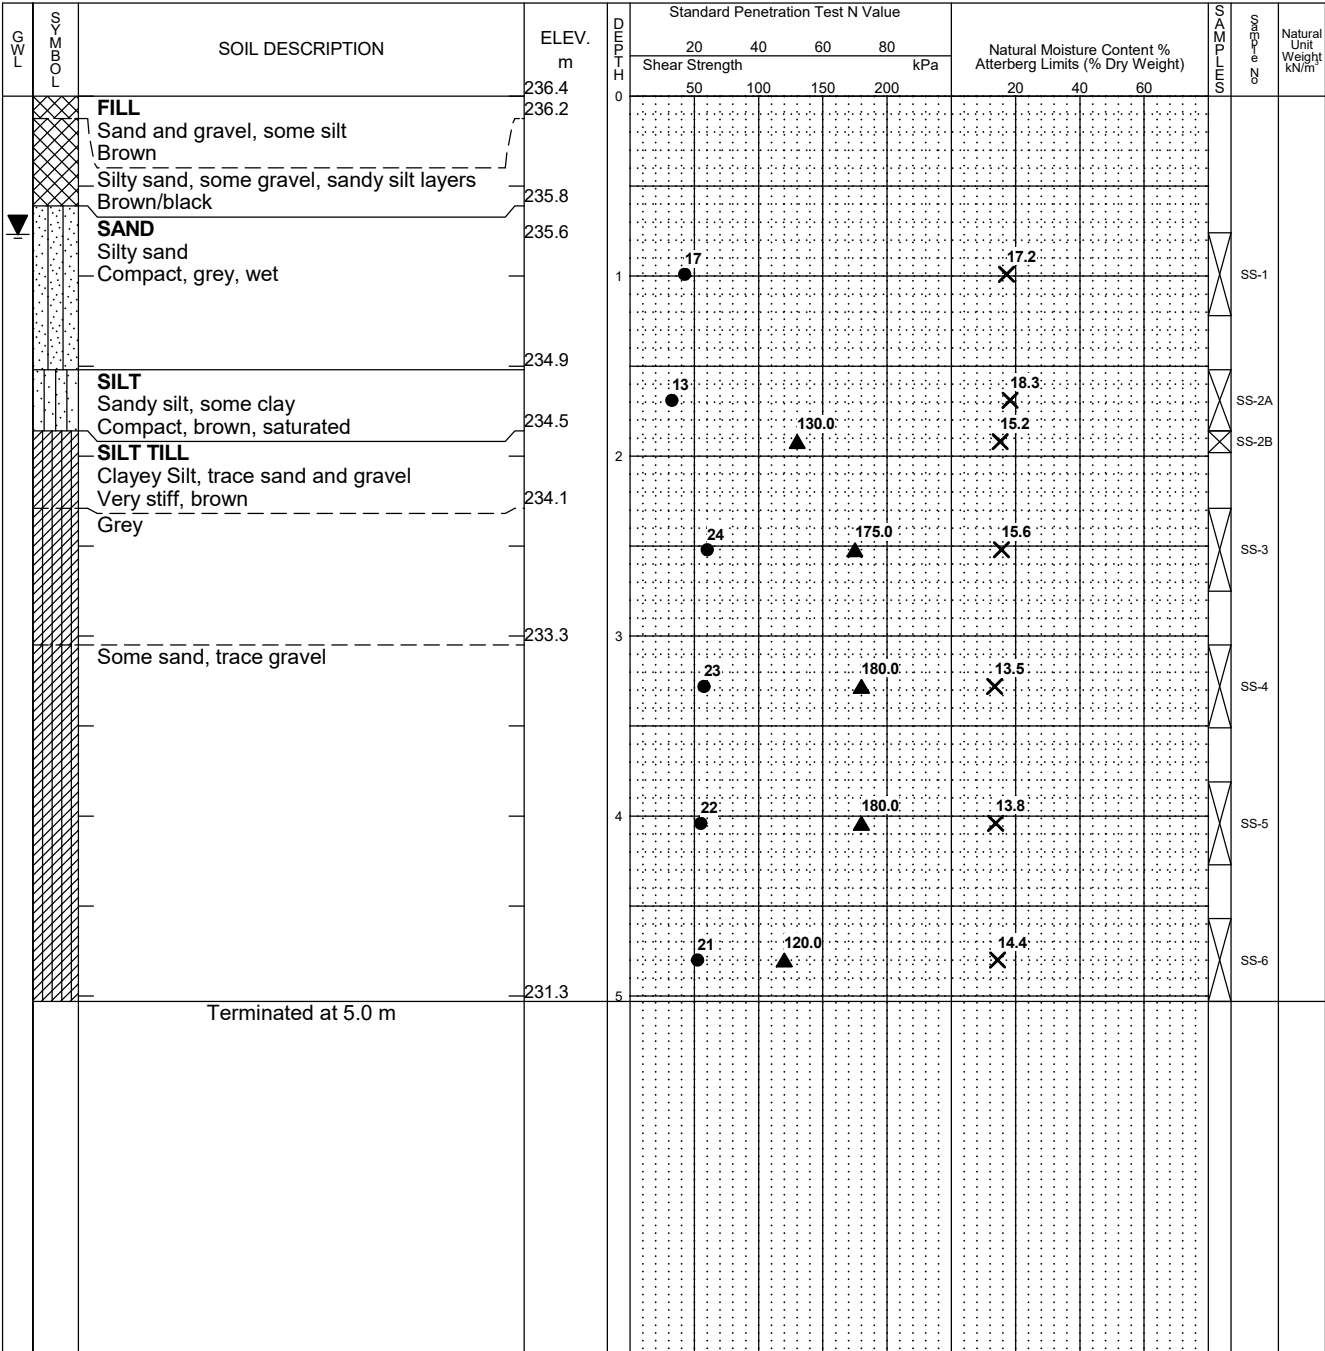 GWL
SYMBOL
SOIL DESCRIPTION
ELEV.
m
DEPTH
Standard Penetration Test N Value
20 40 60 80
Shear Strength kPa
50 100 150 200
Natural Moisture Content %
Atterberg Limits (% Dry Weight)
20 40 60
SAMPLES
Sample No
Natural
Unit
Weight
kN/m³
236.4
0
FILL
236.2
Sand and gravel, some silt
Brown
Silty sand, some gravel, sandy silt layers
Brown/black
235.8
SAND
235.6
Silty sand
Compact, grey, wet
17
17.2
1
SS-1
234.9
SILT
Sandy silt, some clay
Compact, brown, saturated
13
18.3
SS-2A
234.5
130.0
15.2
SS-2B
SILT TILL
2
Clayey Silt, trace sand and gravel
Very stiff, brown
234.1
Grey
24
175.0
15.6
SS-3
233.3
3
Some sand, trace gravel
23
180.0
13.5
SS-4
22
180.0
13.8
4
SS-5
21
120.0
14.4
SS-6
231.3
5
Terminated at 5.0 m